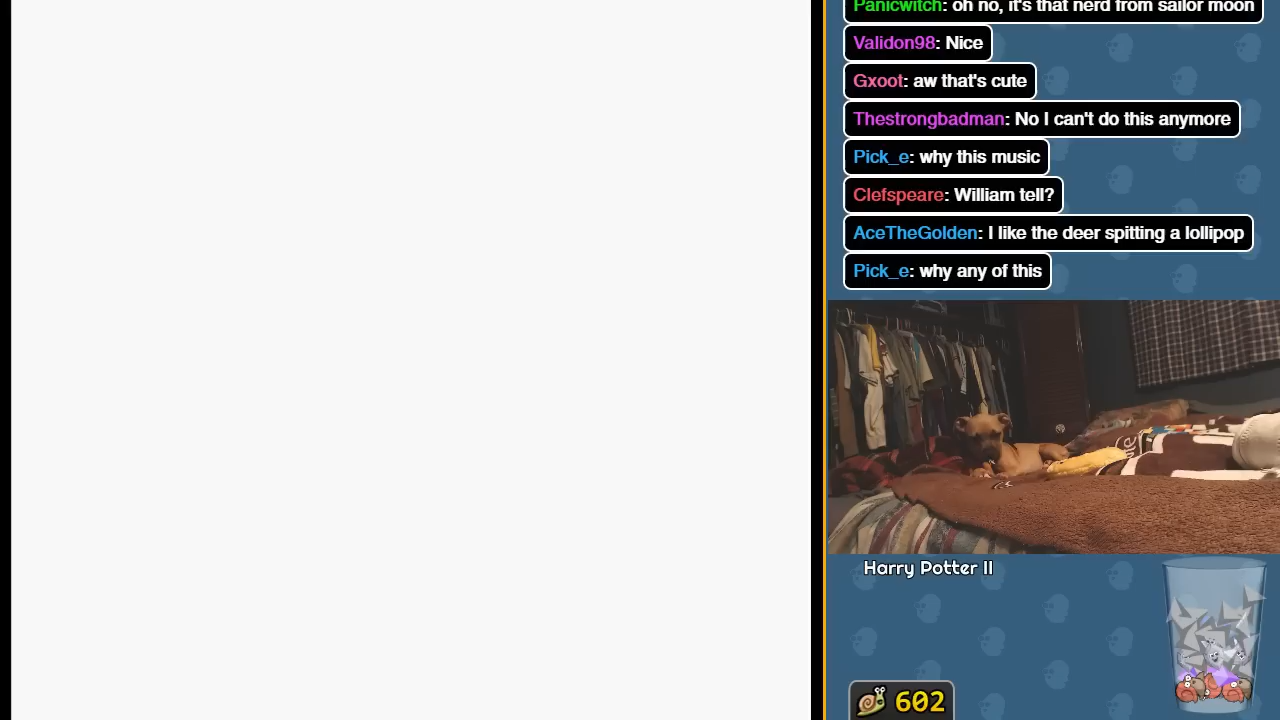 Panicwitch: oh no, it's that nerd from sailor moon
Validon98: Nice
Gxoot: aw that's cute
Thestrongbadman: No I can't do this anymore
Pick_e: why this music
Clefspeare: William tell?
AceTheGolden: I like the deer spitting a lollipop
Pick_e: why any of this
Harry Potter II
602